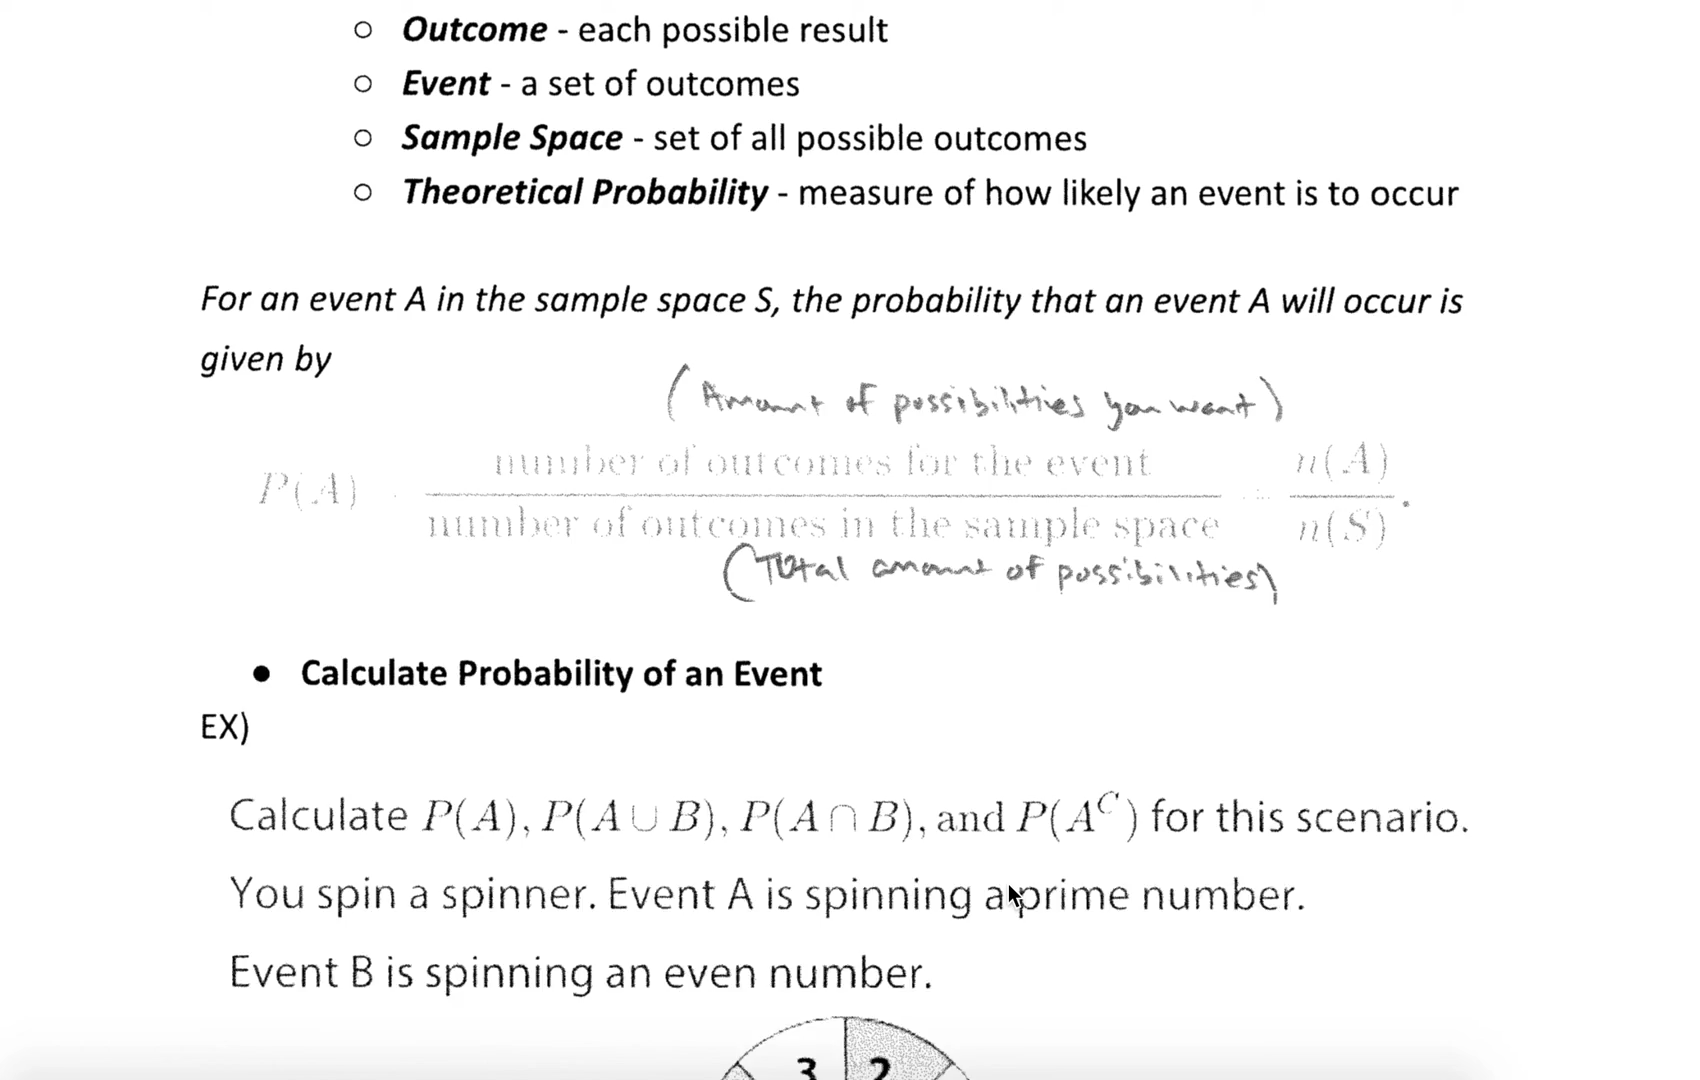 ○ Outcome - each possible result
○ Event - a set of outcomes
○ Sample Space - set of all possible outcomes
○ Theoretical Probability - measure of how likely an event is to occur
For an event A in the sample space S, the probability that an event A will occur is
given by
(Amount of possibilities you want)
P(A) = number of outcomes for the event / number of outcomes in the sample space = n(A) / n(S).
(Total amount of possibilities)
● Calculate Probability of an Event
EX)
Calculate P(A), P(A ∪ B), P(A ∩ B), and P(A^C) for this scenario.
You spin a spinner. Event A is spinning a prime number.
Event B is spinning an even number.
3 2